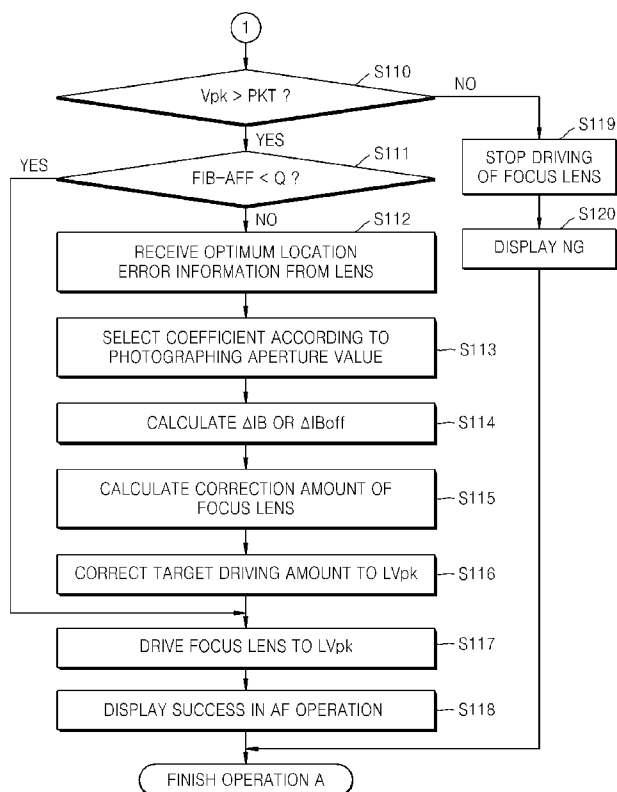 1
S110
Vpk > PKT ?
NO
YES
S119
STOP DRIVING
OF FOCUS LENS
S111
YES
FIB-AFF < Q ?
NO
S120
DISPLAY NG
S112
RECEIVE OPTIMUM LOCATION
ERROR INFORMATION FROM LENS
SELECT COEFFICIENT ACCORDING TO
PHOTOGRAPHING APERTURE VALUE
S113
CALCULATE ΔIB OR ΔIBoff
S114
CALCULATE CORRECTION AMOUNT OF
FOCUS LENS
S115
CORRECT TARGET DRIVING AMOUNT TO LVpk
S116
DRIVE FOCUS LENS TO LVpk
S117
DISPLAY SUCCESS IN AF OPERATION
S118
FINISH OPERATION A